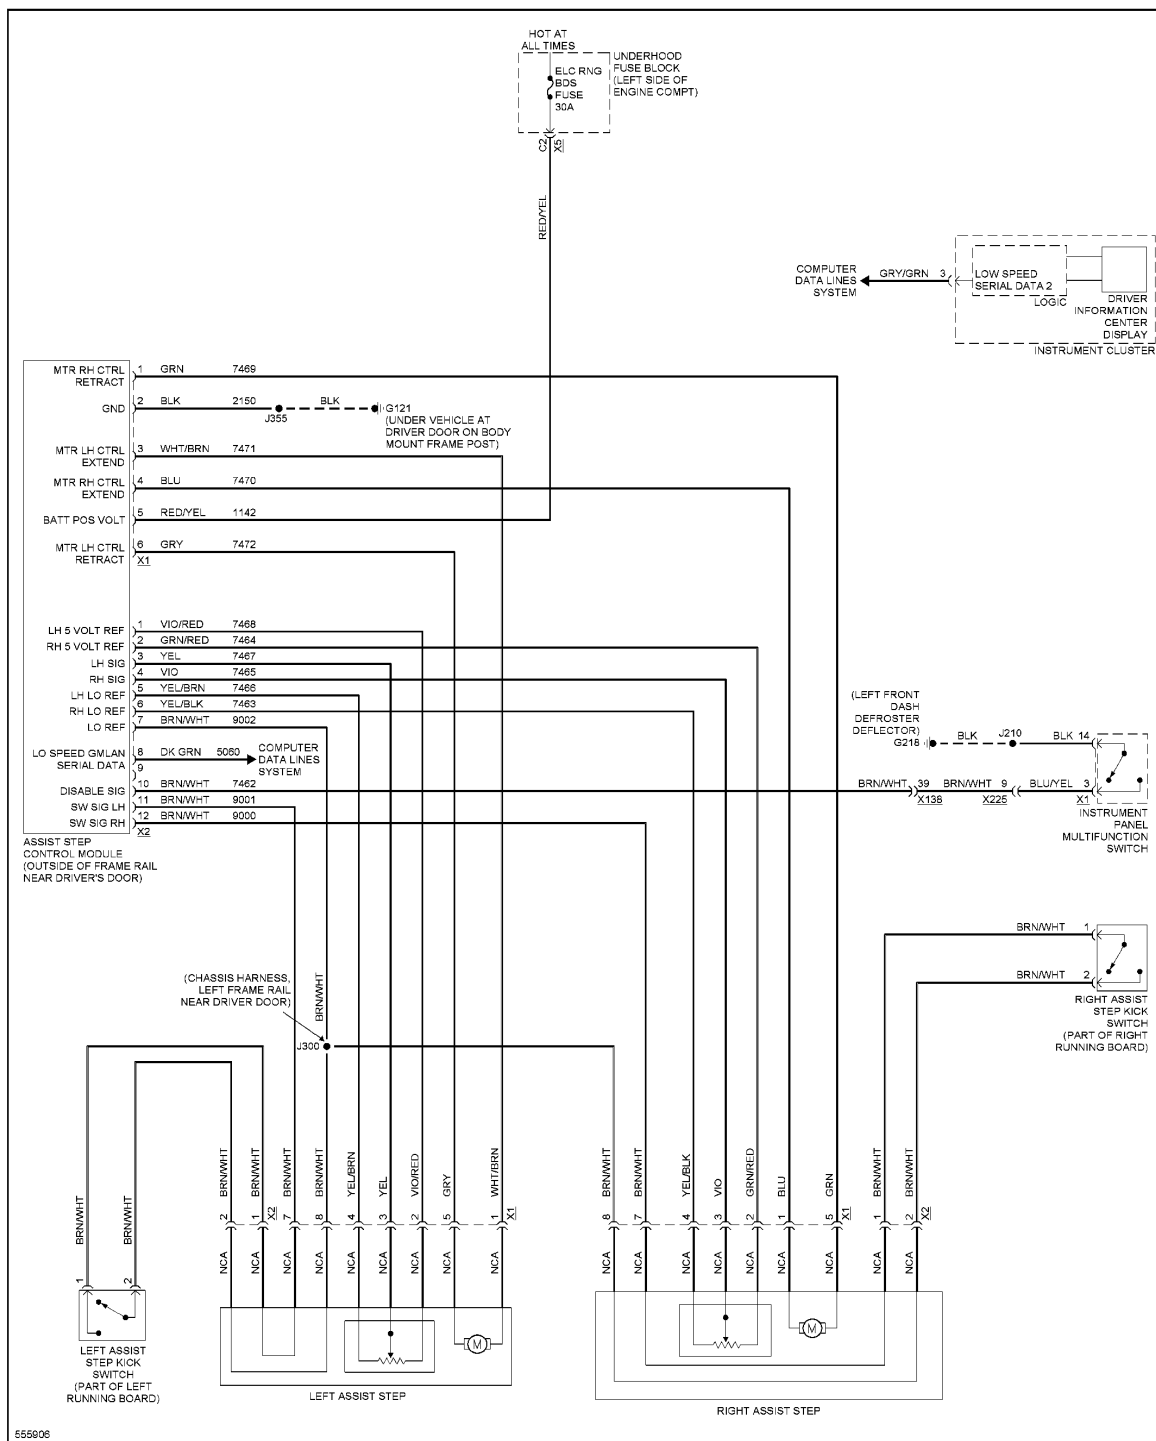 HOT AT
ALL TIMES
UNDERHOOD
FUSE BLOCK
(LEFT SIDE OF
ENGINE COMPT)
ELC RNG
BDS
FUSE
30A
C2
X5
RED/YEL
COMPUTER
DATA LINES
SYSTEM
GRY/GRN 3
LOW SPEED
SERIAL DATA 2
LOGIC
DRIVER
INFORMATION
CENTER
DISPLAY
INSTRUMENT CLUSTER
MTR RH CTRL
RETRACT
1 GRN 7469
GND
2 BLK 2150
J355
BLK
G121
(UNDER VEHICLE AT
DRIVER DOOR ON BODY
MOUNT FRAME POST)
MTR LH CTRL
EXTEND
3 WHT/BRN 7471
MTR RH CTRL
EXTEND
4 BLU 7470
BATT POS VOLT
5 RED/YEL 1142
MTR LH CTRL
RETRACT
6 GRY 7472
X1
LH 5 VOLT REF
1 VIO/RED 7468
RH 5 VOLT REF
2 GRN/RED 7464
LH SIG
3 YEL 7467
RH SIG
4 VIO 7465
LH LO REF
5 YEL/BRN 7466
RH LO REF
6 YEL/BLK 7463
LO REF
7 BRN/WHT 9002
LO SPEED GMLAN
SERIAL DATA
8 DK GRN 5060
COMPUTER
DATA LINES
SYSTEM
9
DISABLE SIG
10 BRN/WHT 7462
SW SIG LH
11 BRN/WHT 9001
SW SIG RH
12 BRN/WHT 9000
X2
ASSIST STEP
CONTROL MODULE
(OUTSIDE OF FRAME RAIL
NEAR DRIVER'S DOOR)
(LEFT FRONT
DASH
DEFROSTER
DEFLECTOR)
G218
BLK
J210
BLK 14
BRN/WHT 39
X138
BRN/WHT 9
X225
BLU/YEL 3
X1
INSTRUMENT
PANEL
MULTIFUNCTION
SWITCH
BRN/WHT 1
BRN/WHT 2
RIGHT ASSIST
STEP KICK
SWITCH
(PART OF RIGHT
RUNNING BOARD)
(CHASSIS HARNESS,
LEFT FRAME RAIL
NEAR DRIVER DOOR)
BRN/WHT
J300
BRN/WHT
BRN/WHT
1
2
LEFT ASSIST
STEP KICK
SWITCH
(PART OF LEFT
RUNNING BOARD)
BRN/WHT
BRN/WHT
BRN/WHT
BRN/WHT
YEL/BRN
YEL
VIO/RED
GRY
WHT/BRN
2
1
X2
7
8
4
3
2
5
1
X1
NCA
NCA
NCA
NCA
NCA
NCA
NCA
NCA
NCA
M
LEFT ASSIST STEP
BRN/WHT
BRN/WHT
YEL/BLK
VIO
GRN/RED
BLU
GRN
BRN/WHT
BRN/WHT
8
7
4
3
2
1
5
X1
1
2
X2
NCA
NCA
NCA
NCA
NCA
NCA
NCA
NCA
NCA
M
RIGHT ASSIST STEP
555906